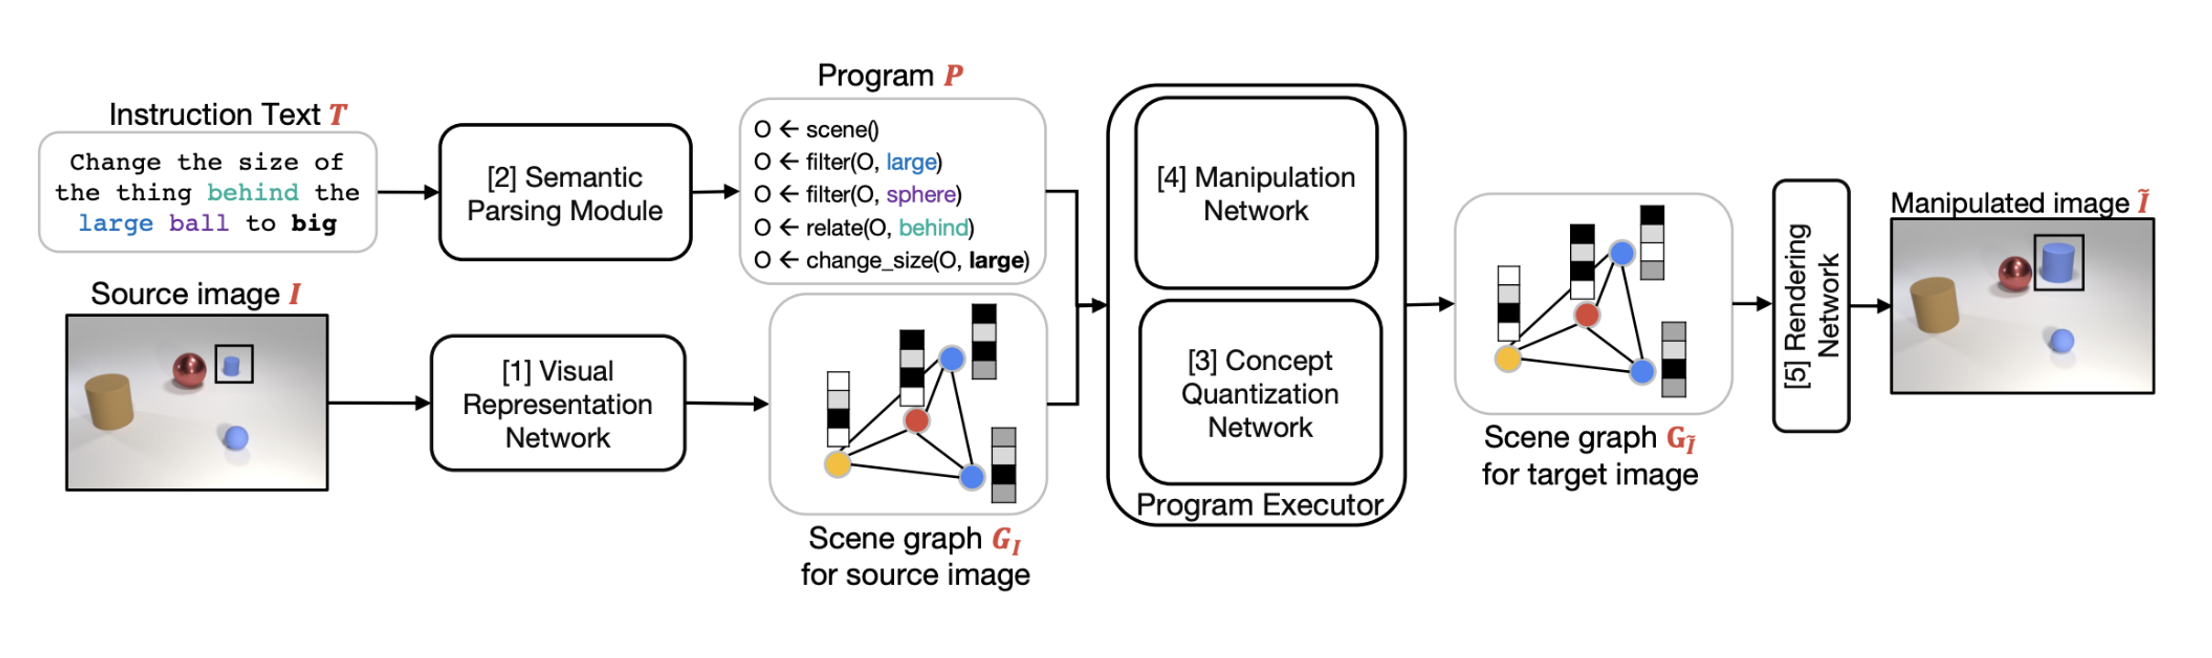 Instruction Text T
Change the size of
the thing behind the
large ball to big
Source image I
[2] Semantic
Parsing Module
[1] Visual
Representation
Network
Program P
O ← scene()
O ← filter(O, large)
O ← filter(O, sphere)
O ← relate(O, behind)
O ← change_size(O, large)
Scene graph G_I
for source image
[4] Manipulation
Network
[3] Concept
Quantization
Network
Program Executor
Scene graph G_Ĩ
for target image
[5] Rendering
Network
Manipulated image Ĩ